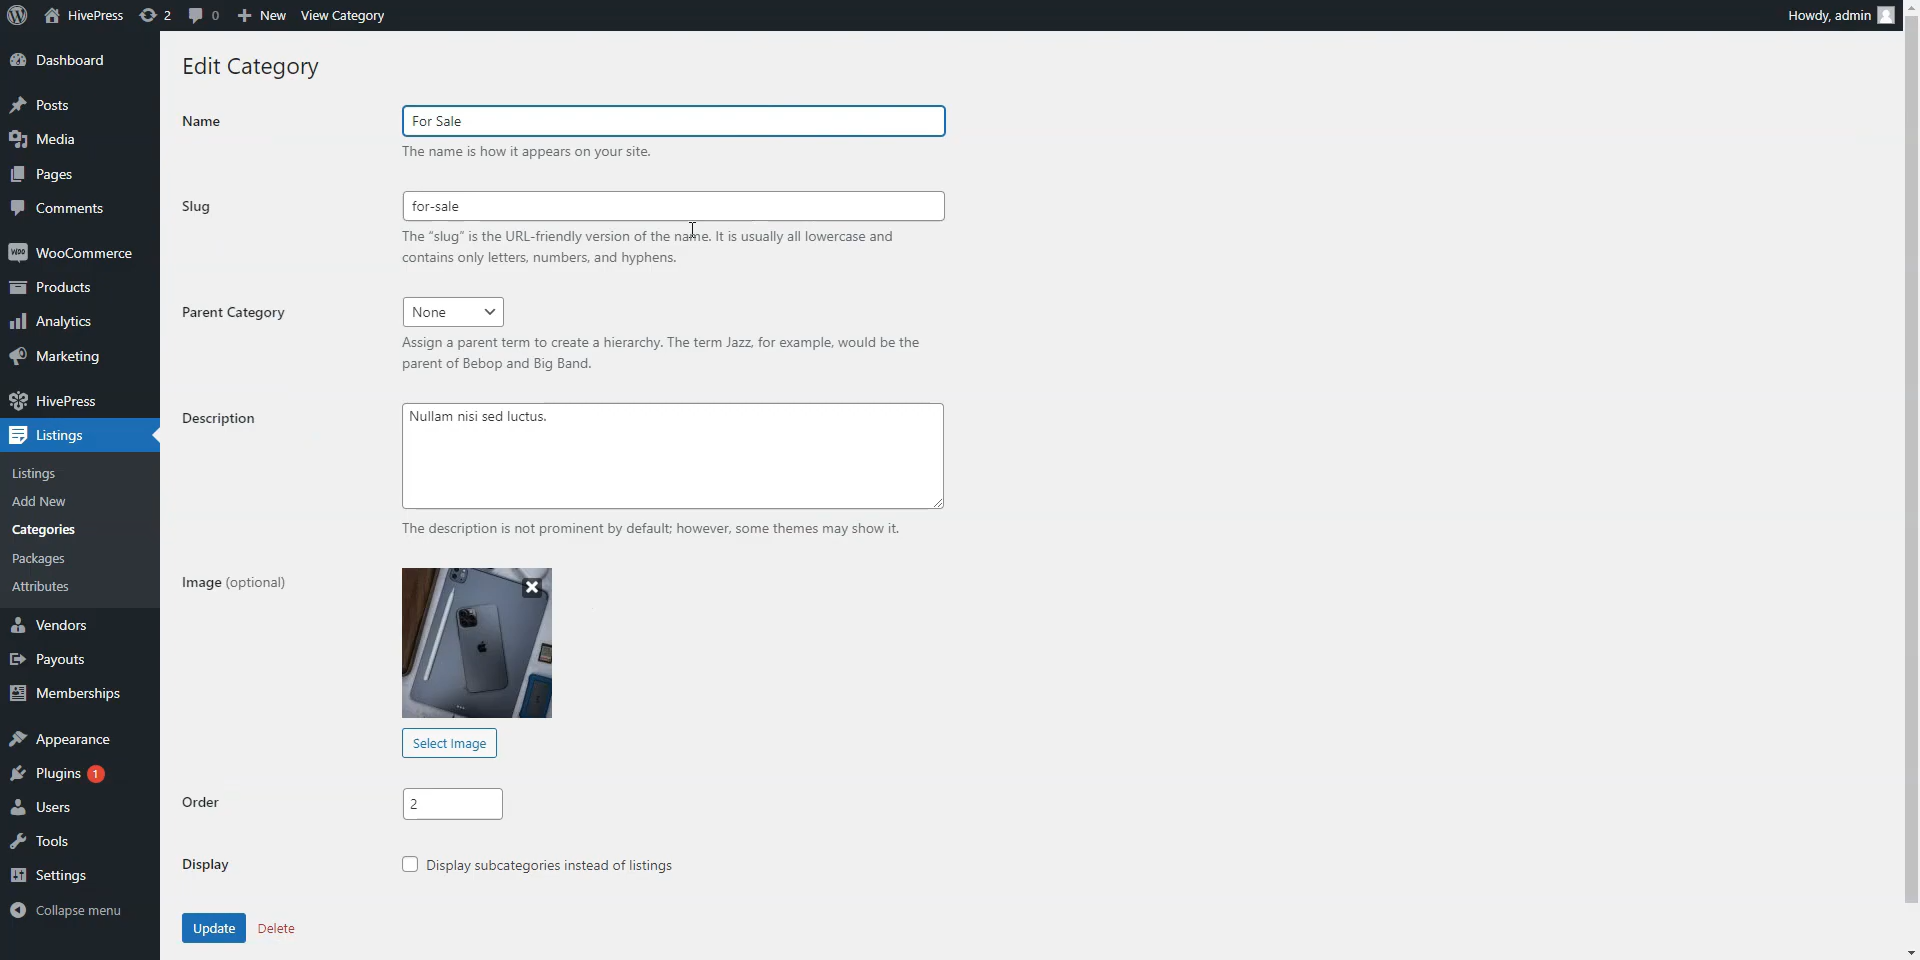 HivePress 2 0 New View Category Howdy, admin
Dashboard
Posts
Media
Pages
Comments
WooCommerce
Products
Analytics
Marketing
HivePress
Listings
Listings
Add New
Categories
Packages
Attributes
Vendors
Payouts
Memberships
Appearance
Plugins 1
Users
Tools
Settings
Collapse menu
Edit Category
Name
For Sale
The name is how it appears on your site.
Slug
for-sale
The “slug” is the URL-friendly version of the name. It is usually all lowercase and
contains only letters, numbers, and hyphens.
Parent Category
None
Assign a parent term to create a hierarchy. The term Jazz, for example, would be the
parent of Bebop and Big Band.
Description
Nullam nisi sed luctus.
The description is not prominent by default; however, some themes may show it.
Image (optional)
Select Image
Order
2
Display
Display subcategories instead of listings
Update Delete